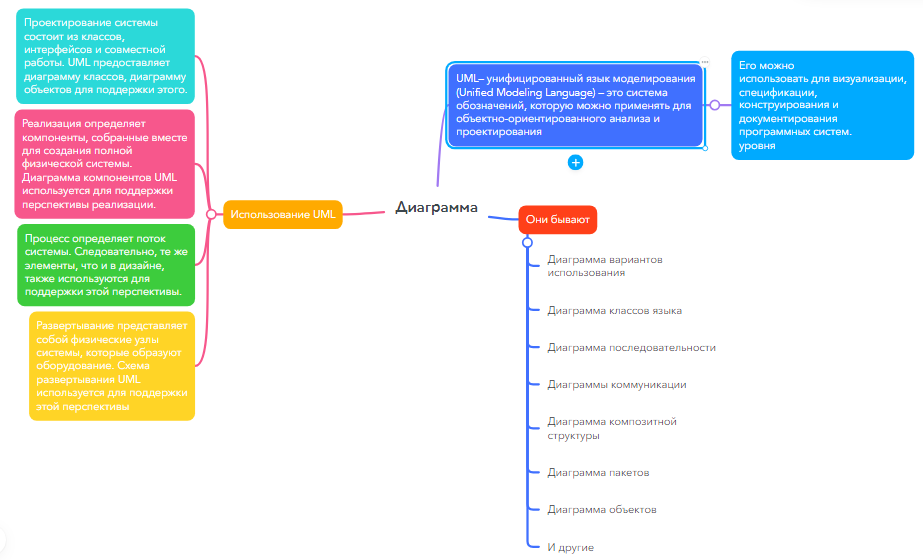 Проектирование системы
состоит из классов,
интерфейсов и совместной
работы. UML предоставляет
диаграмму классов, диаграмму
объектов для поддержки этого.
Реализация определяет
компоненты, собранные вместе
для создания полной
физической системы.
Диаграмма компонентов UML
используется для поддержки
перспективы реализации.
Процесс определяет поток
системы. Следовательно, те же
элементы, что и в дизайне,
также используются для
поддержки этой перспективы.
Развертывание представляет
собой физические узлы
системы, которые образуют
оборудование. Схема
развертывания UML
используется для поддержки
этой перспективы
Использование UML
Диаграмма
UML– унифицированный язык моделирования
(Unified Modeling Language) – это система
обозначений, которую можно применять для
объектно-ориентированного анализа и
проектирования
Его можно
использовать для визуализации,
спецификации,
конструирования и
документирования
программных систем.
уровня
Они бывают
Диаграмма вариантов
использования
Диаграмма классов языка
Диаграмма последовательности
Диаграммы коммуникации
Диаграмма композитной
структуры
Диаграмма пакетов
Диаграмма объектов
И другие